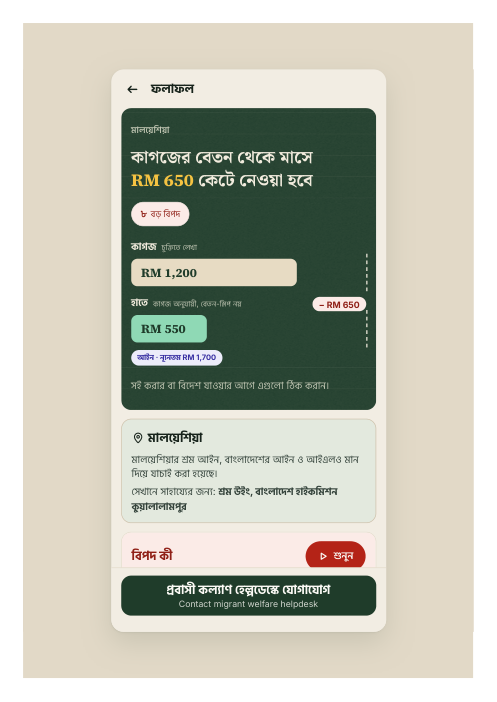 ফলাফল
মালয়েশিয়া
কাগজের বেতন থেকে মাসে
RM 650 কেটে নেওয়া হবে
৮ বড় বিপদ
কাগজ চুক্তিতে লেখা
RM 1,200
হাতে কাগজ অনুযায়ী, বেতন-স্লিপ নয়
– RM 650
RM 550
আইন · ন্যূনতম RM 1,700
সই করার বা বিদেশ যাওয়ার আগে এগুলো ঠিক করান।
মালয়েশিয়া
মালয়েশিয়ার শ্রম আইন, বাংলাদেশের আইন ও আইএলও মান
দিয়ে যাচাই করা হয়েছে।
সেখানে সাহায্যের জন্য: শ্রম উইং, বাংলাদেশ হাইকমিশন
কুয়ালালামপুর
বিপদ কী
শুনুন
প্রবাসী কল্যাণ হেল্পডেস্কে যোগাযোগ
Contact migrant welfare helpdesk